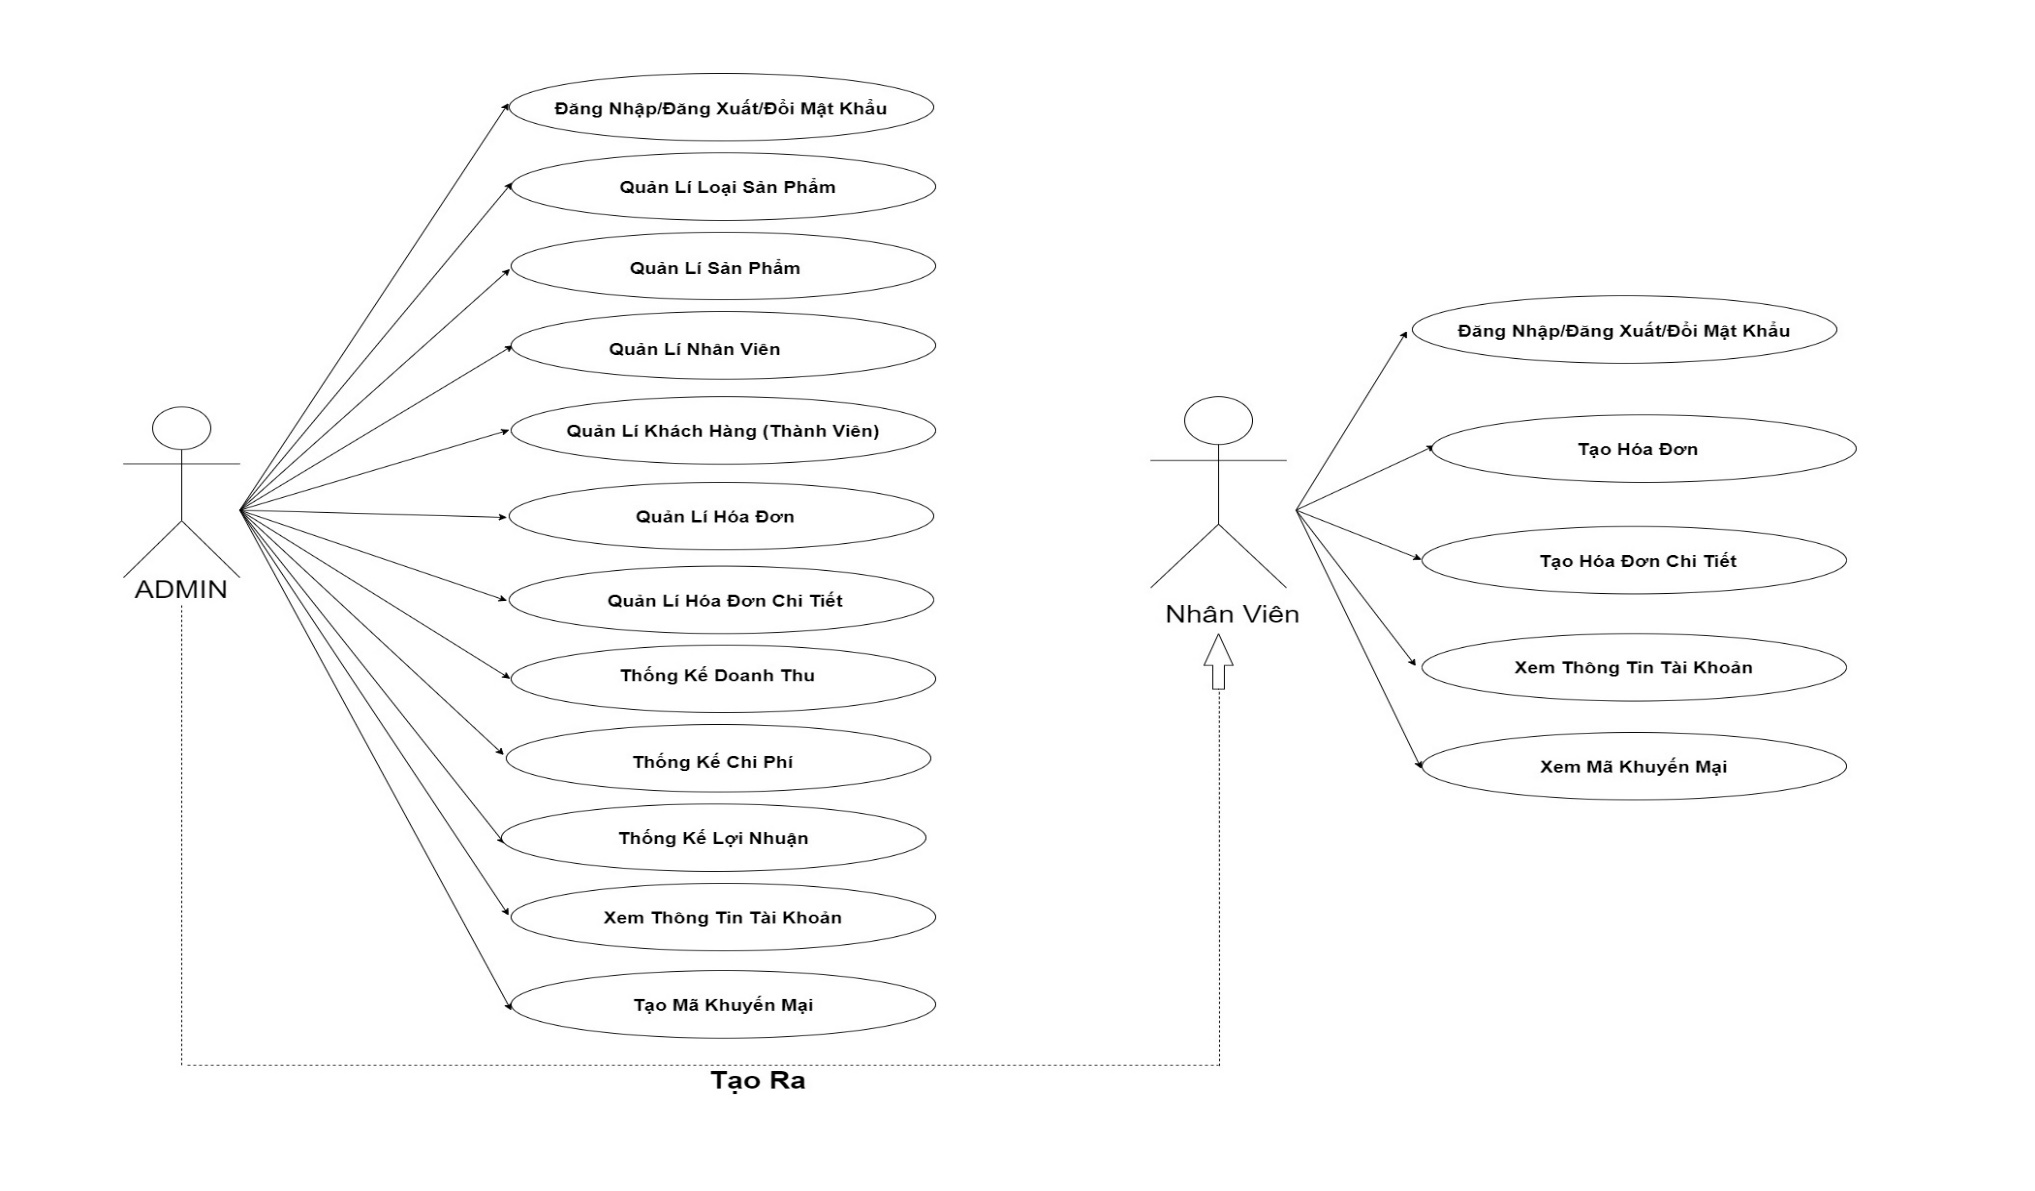 Đăng Nhập/Đăng Xuất/Đổi Mật Khẩu
Quản Lí Loại Sản Phẩm
Quản Lí Sản Phẩm
Quản Lí Nhân Viên
Quản Lí Khách Hàng (Thành Viên)
Quản Lí Hóa Đơn
Quản Lí Hóa Đơn Chi Tiết
Thống Kế Doanh Thu
Thống Kế Chi Phí
Thống Kế Lợi Nhuận
Xem Thông Tin Tài Khoản
Tạo Mã Khuyến Mại
ADMIN
Tạo Ra
Nhân Viên
Đăng Nhập/Đăng Xuất/Đổi Mật Khẩu
Tạo Hóa Đơn
Tạo Hóa Đơn Chi Tiết
Xem Thông Tin Tài Khoản
Xem Mã Khuyến Mại